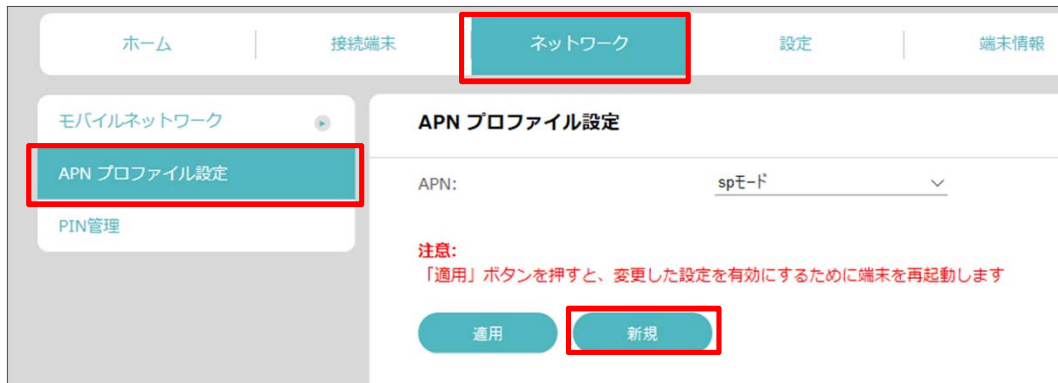 ホーム 接続端末 ネットワーク 設定 端末情報
モバイルネットワーク
APN プロファイル設定
PIN管理
APN プロファイル設定
APN: spモード
注意:
「適用」ボタンを押すと、変更した設定を有効にするために端末を再起動します
適用 新規